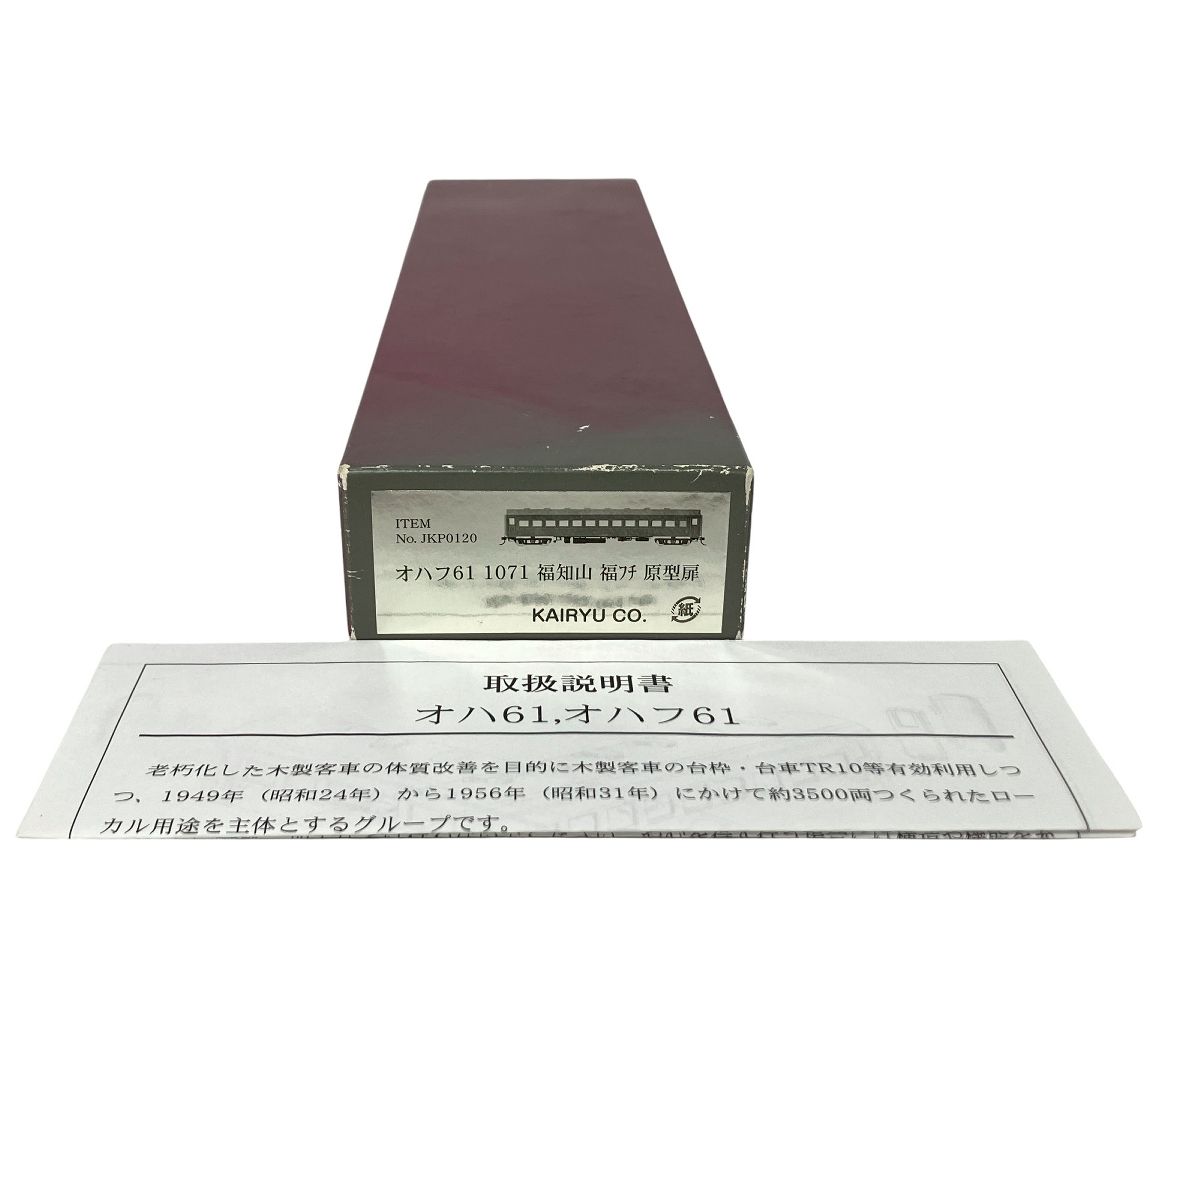 ITEM
No. JKP0120
オハフ61 1071 福知山 福フチ 原型扉
KAIRYU CO.
紙
取扱説明書
オハ61,オハフ61
老朽化した木製客車の体質改善を目的に木製客車の台枠・台車TR10等有効利用しつ
つ、1949年（昭和24年）から1956年（昭和31年）にかけて約3500両つくられたロー
カル用途を主体とするグループです。